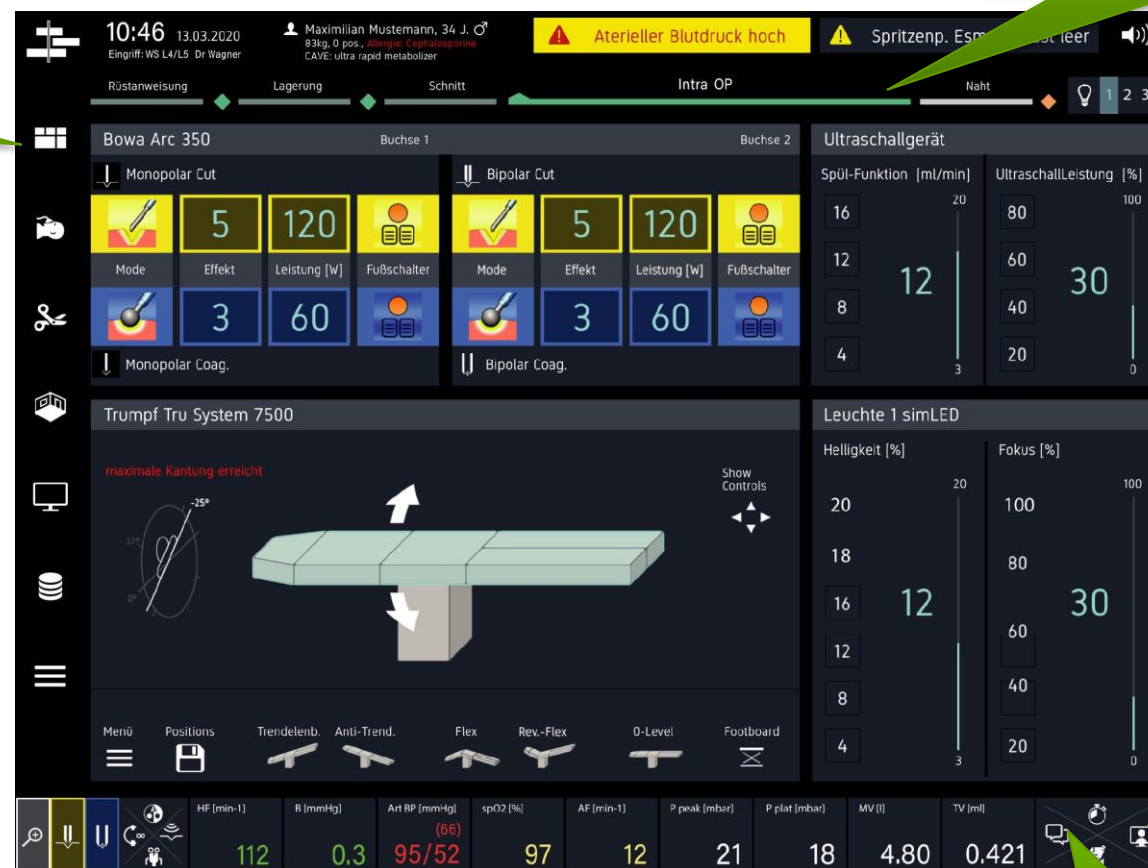 10:46 13.03.2020
Eingriff: WS L4/L5 Dr Wagner
Maximilian Mustemann, 34 J. ♂
83kg, 0 pos., Allergie: Cephalosporine
CAVE: ultra rapid metabolizer
Aterieller Blutdruck hoch
Spritzenp. Esm leer
Rüstanweisung Lagerung Schnitt Intra OP Naht
1 2 3
Bowa Arc 350 Buchse 1 Buchse 2
Monopolar Cut Bipolar Cut
5 120 5 120
Mode Effekt Leistung [W] Fußschalter Mode Effekt Leistung [W] Fußschalter
3 60 3 60
Monopolar Coag. Bipolar Coag.
Ultraschallgerät
Spül-Funktion [ml/min] UltraschallLeistung [%]
20 100
16 80
12 60
12 30
8 40
4 20
3 0
Trumpf Tru System 7500
maximale Kantung erreicht
-25°
37°
0°
Show
Controls
Menü Positions Trendelenb. Anti-Trend. Flex Rev.-Flex 0-Level Footboard
Leuchte 1 simLED
Helligkeit [%] Fokus [%]
20 100
20 100
18 80
16 12 30
60
12
40
8
4 20
3 0
HF [min-1] B [mmHg] Art BP [mmHg] spO2 [%] AF [min-1] P peak [mbar] P plat [mbar] MV [l] TV [ml]
(66)
112 0.3 95/52 97 12 21 18 4.80 0.421